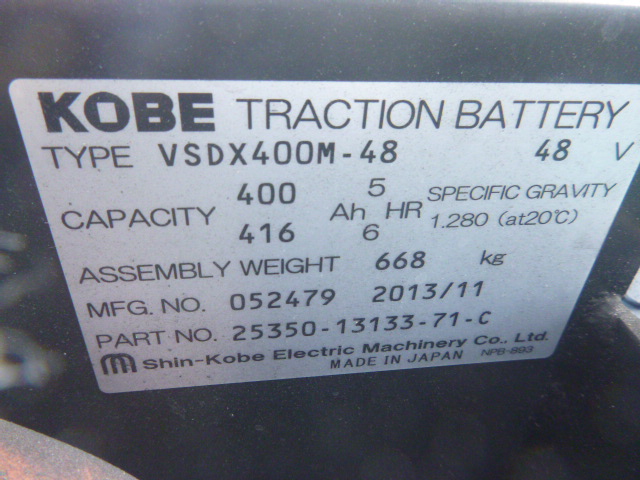 KOBE TRACTION BATTERY
TYPE VSDX400M-48 48 V
CAPACITY 400 Ah 5 HR SPECIFIC GRAVITY
416 6 1.280 (at20℃)
ASSEMBLY WEIGHT 668 kg
MFG. NO. 052479 2013/11
PART NO. 25350-13133-71-C
Shin-Kobe Electric Machinery Co., Ltd.
MADE IN JAPAN NPB-893